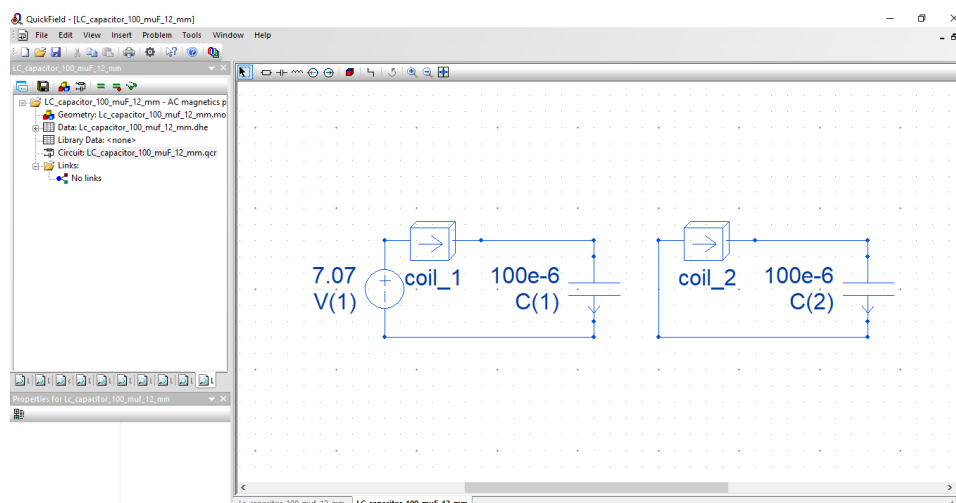 QuickField - [LC_capacitor_100_muF_12_mm]
File Edit View Insert Problem Tools Window Help
LC_capacitor_100_muF_12_mm
LC_capacitor_100_muF_12_mm - AC magnetics p
Geometry: Lc_capacitor_100_muf_12_mm.mo
Data: Lc_capacitor_100_muf_12_mm.dhe
Library Data: <none>
Circuit: LC_capacitor_100_muF_12_mm.qcr
Links:
No links
Properties for Lc_capacitor_100_muf_12_mm
7.07
V(1)
coil_1
100e-6
C(1)
coil_2
100e-6
C(2)